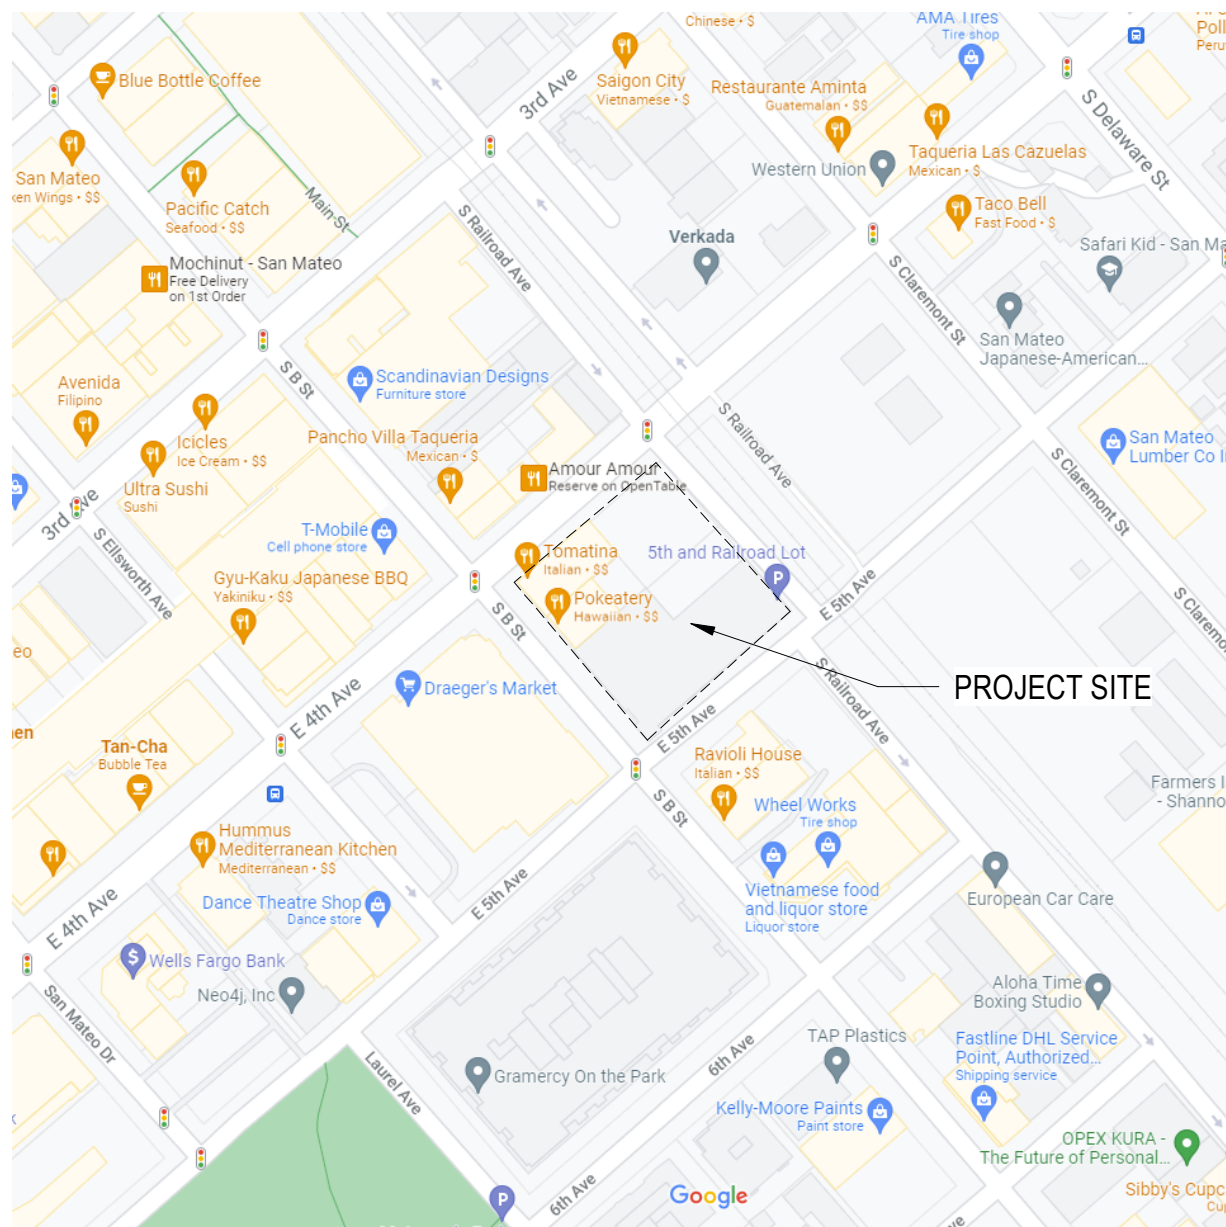 Chinese • $
AMA Tires
Tire shop
Blue Bottle Coffee
3rd Ave
Saigon City
Vietnamese • $
Restaurante Aminta
Guatemalan • $$
S Delaware St
San Mateo
Wings • $$
Pacific Catch
Seafood • $$
Main St
Western Union
Taqueria Las Cazuelas
Mexican • $
Taco Bell
Fast Food • $
S Railroad Ave
Verkada
Safari Kid - San Ma
Mochinut - San Mateo
Free Delivery
on 1st Order
S Claremont St
San Mateo
Japanese-American...
S B St
Avenida
Filipino
Scandinavian Designs
Furniture store
Icicles
Ice Cream • $$
Pancho Villa Taqueria
Mexican • $
S Railroad Ave
San Mateo
Lumber Co
Ultra Sushi
Sushi
Amour Amour
Reserve on OpenTable
S Claremont St
3rd Ave
T-Mobile
Cell phone store
S Ellsworth Ave
Tomatina
Italian • $$
5th and Railroad Lot
P
Gyu-Kaku Japanese BBQ
Yakiniku • $$
Pokeatery
Hawaiian • $$
S B St
E 5th Ave
S Claremo
PROJECT SITE
Draeger's Market
E 4th Ave
S Railroad Ave
E 5th Ave
Tan-Cha
Bubble Tea
Ravioli House
Italian • $$
Farmers I
- Shanno
Wheel Works
Tire shop
S B St
Hummus
Mediterranean Kitchen
Mediterranean • $$
Vietnamese food
and liquor store
Liquor store
Dance Theatre Shop
Dance store
E 5th Ave
E 4th Ave
European Car Care
$
Wells Fargo Bank
Neo4j, Inc
Aloha Time
Boxing Studio
San Mateo Dr
TAP Plastics
Fastline DHL Service
Point, Authorized...
Shipping service
6th Ave
Laurel Ave
Gramercy On the Park
Kelly-Moore Paints
Paint store
OPEX KURA -
The Future of Personal...
P
6th Ave
Google
Sibby's Cupc